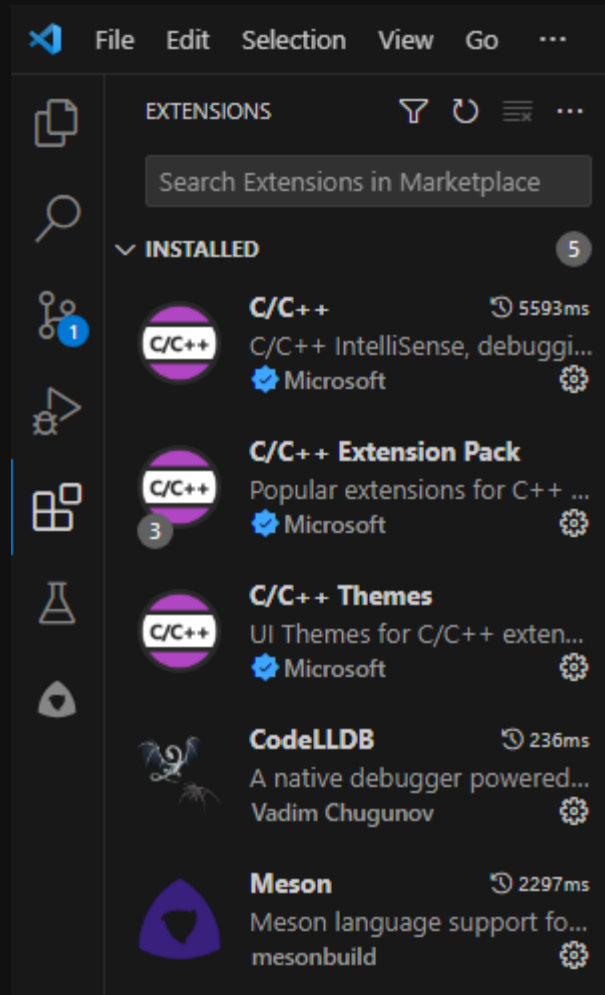 File Edit Selection View Go ...
EXTENSIONS
Search Extensions in Marketplace
INSTALLED 5
1
C/C++
C/C++ 5593ms
C/C++ IntelliSense, debuggi...
Microsoft
C/C++
3
C/C++ Extension Pack
Popular extensions for C++ ...
Microsoft
C/C++
C/C++ Themes
UI Themes for C/C++ exten...
Microsoft
CodeLLDB 236ms
A native debugger powered...
Vadim Chugunov
Meson 2297ms
Meson language support fo...
mesonbuild